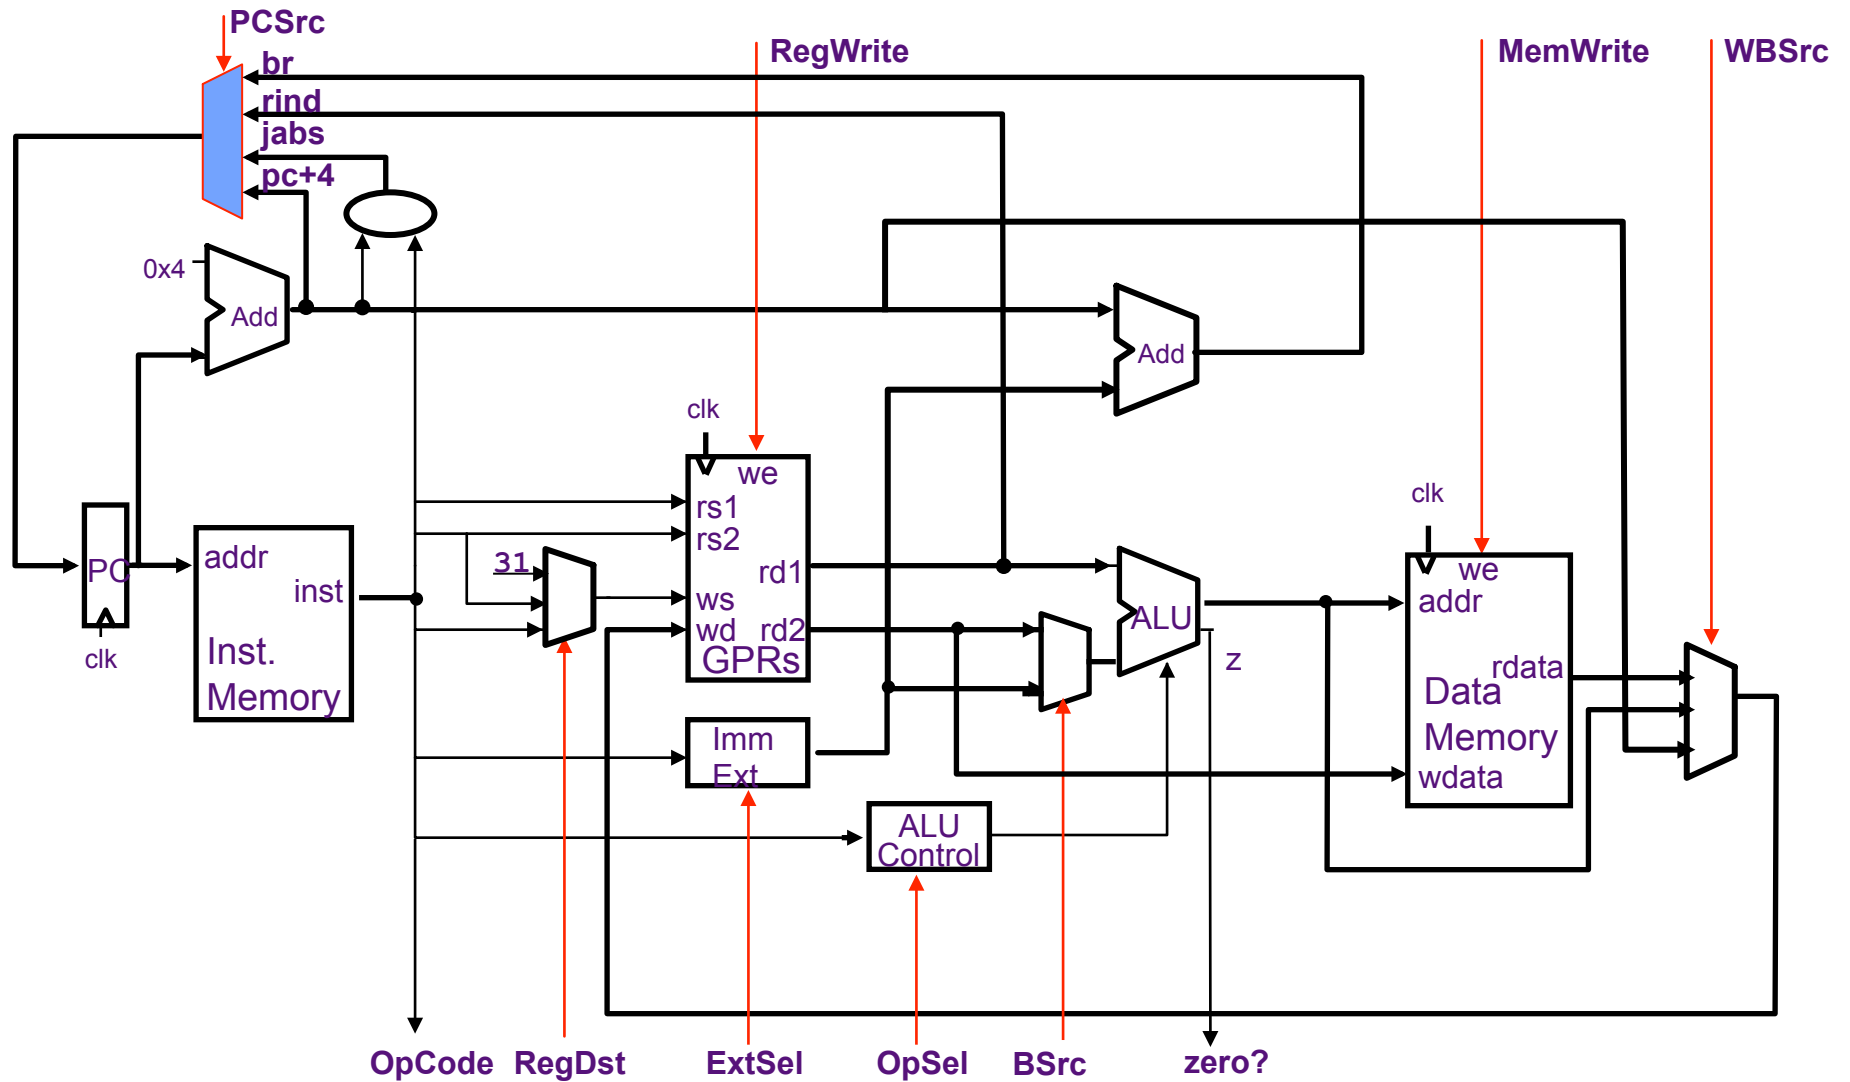 PCSrc
RegWrite
MemWrite
WBSrc
br
rind
jabs
pc+4
0x4
Add
Add
clk
we
rs1
rs2
31
rd1
ws
wd
rd2
GPRs
PC
clk
addr
inst
Inst.
Memory
Imm
Ext
ALU
z
ALU
Control
clk
we
addr
rdata
Data
Memory
wdata
OpCode
RegDst
ExtSel
OpSel
BSrc
zero?